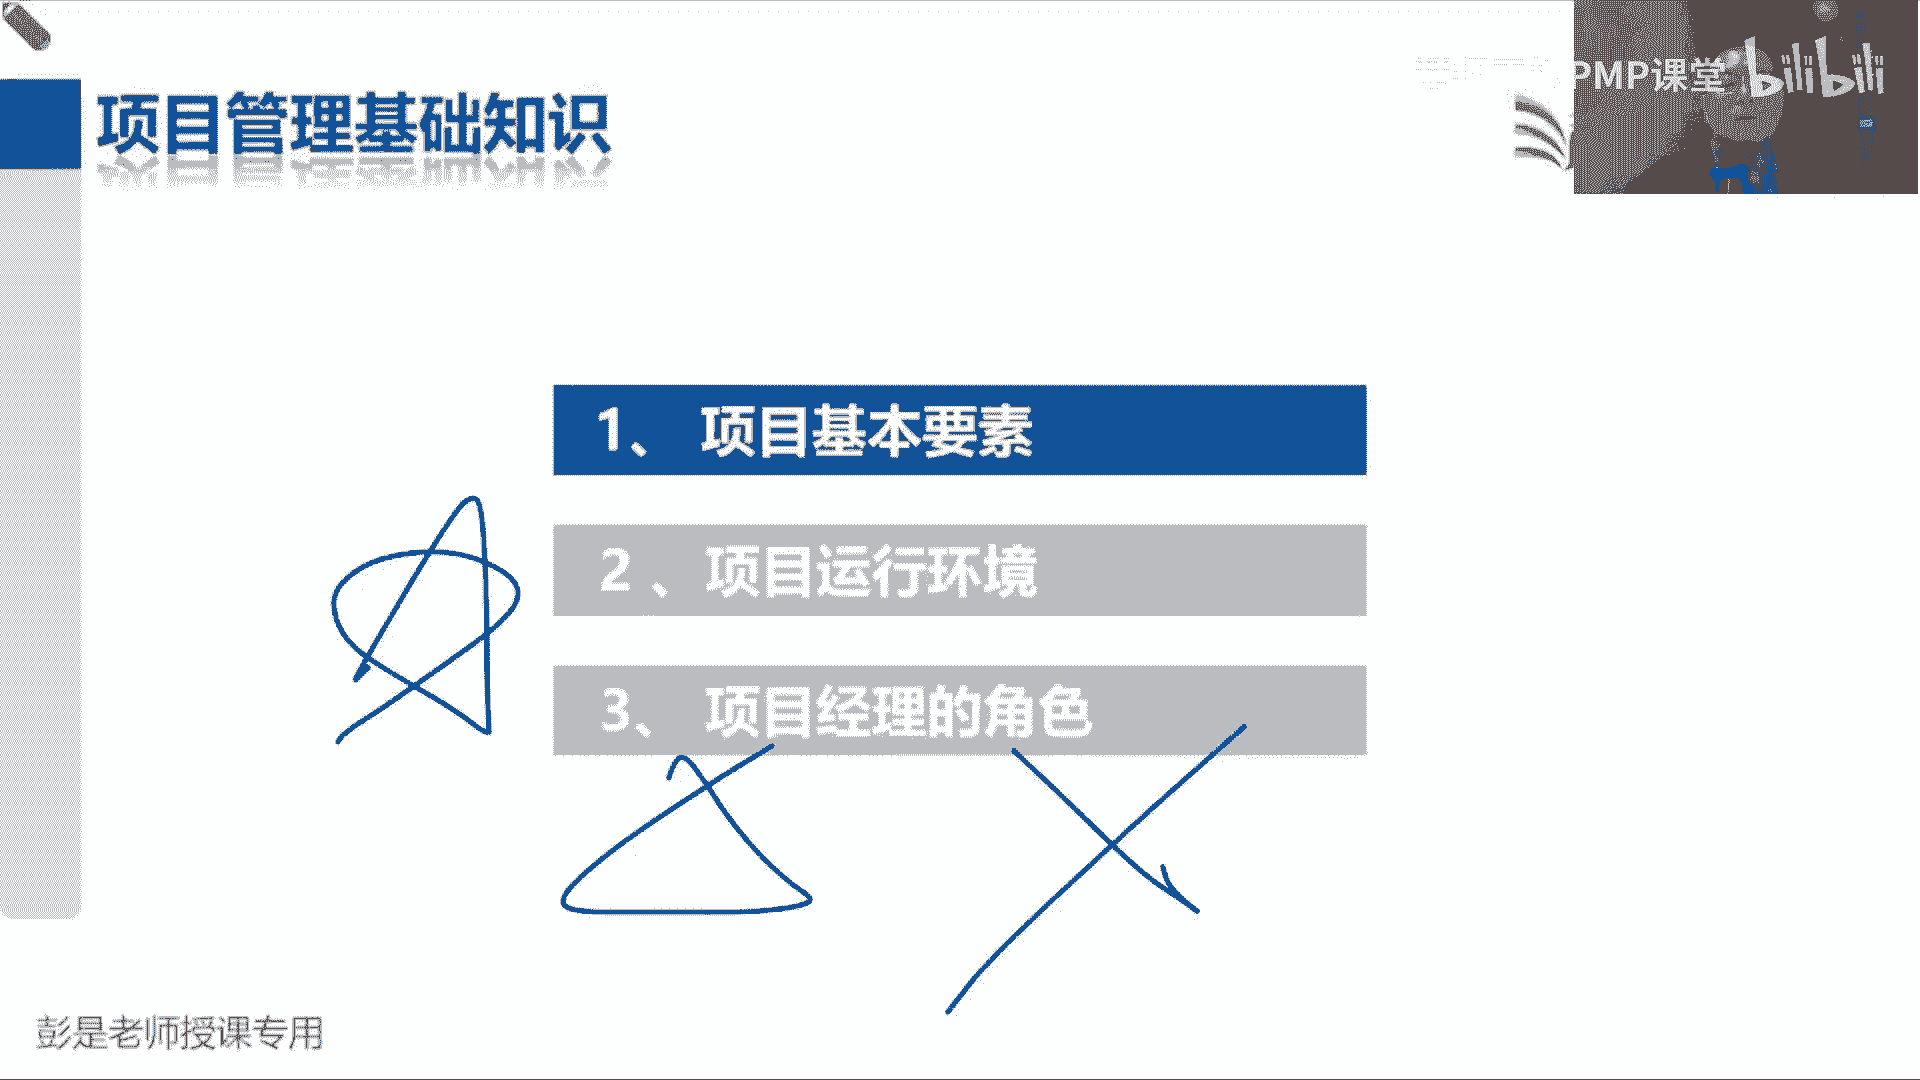 PMP课堂 bilibili
项目管理基础知识
1、 项目基本要素
2 、项目运行环境
3、 项目经理的角色
彭是老师授课专用